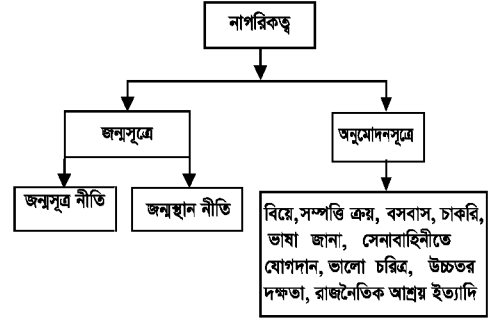 নাগরিকত্ব
জন্মসূত্রে
অনুমোদনসূত্রে
জন্মসূত্র নীতি
জন্মস্থান নীতি
বিয়ে,সম্পত্তি ক্রয়, বসবাস, চাকরি,
ভাষা জানা, সেনাবাহিনীতে
যোগদান, ভালো চরিত্র, উচ্চতর
দক্ষতা, রাজনৈতিক আশ্রয় ইত্যাদি